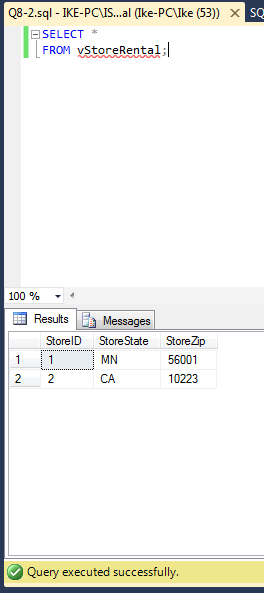 Q8-2.sql - IKE-PC\IS...al (Ike-PC\Ike (53)) × SQ
SELECT *
FROM vStoreRental;
100 %
Results Messages
StoreID StoreState StoreZip
1 1 MN 56001
2 2 CA 10223
Query executed successfully.